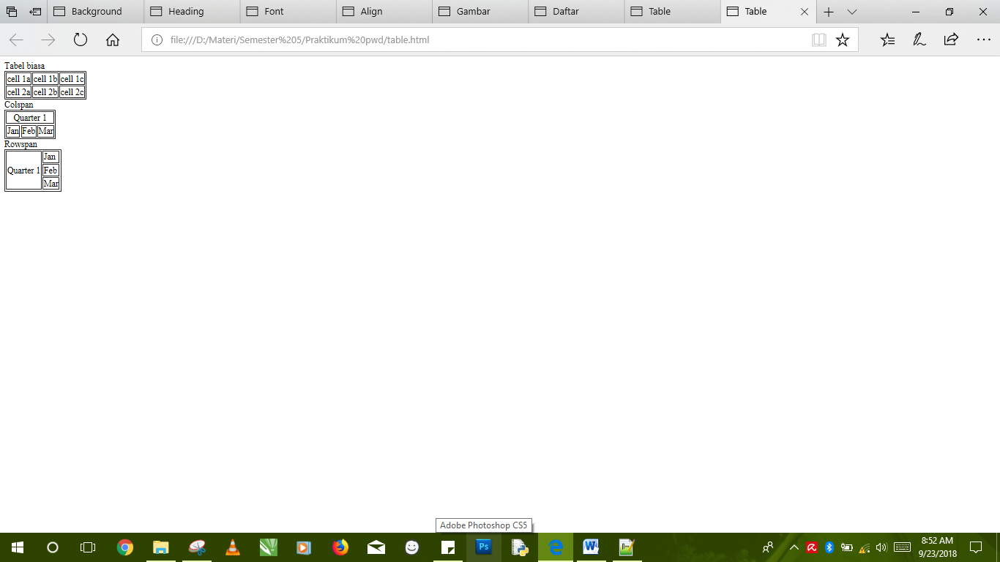 Background Heading Font Align Gambar Daftar Table Table
file:///D:/Materi/Semester%205/Praktikum%20pwd/table.html
Tabel biasa
cell 1a cell 1b cell 1c
cell 2a cell 2b cell 2c
Colspan
Quarter 1
Jan Feb Mar
Rowspan
Jan
Quarter 1 Feb
Mar
Adobe Photoshop CS5
Ps
8:52 AM
9/23/2018